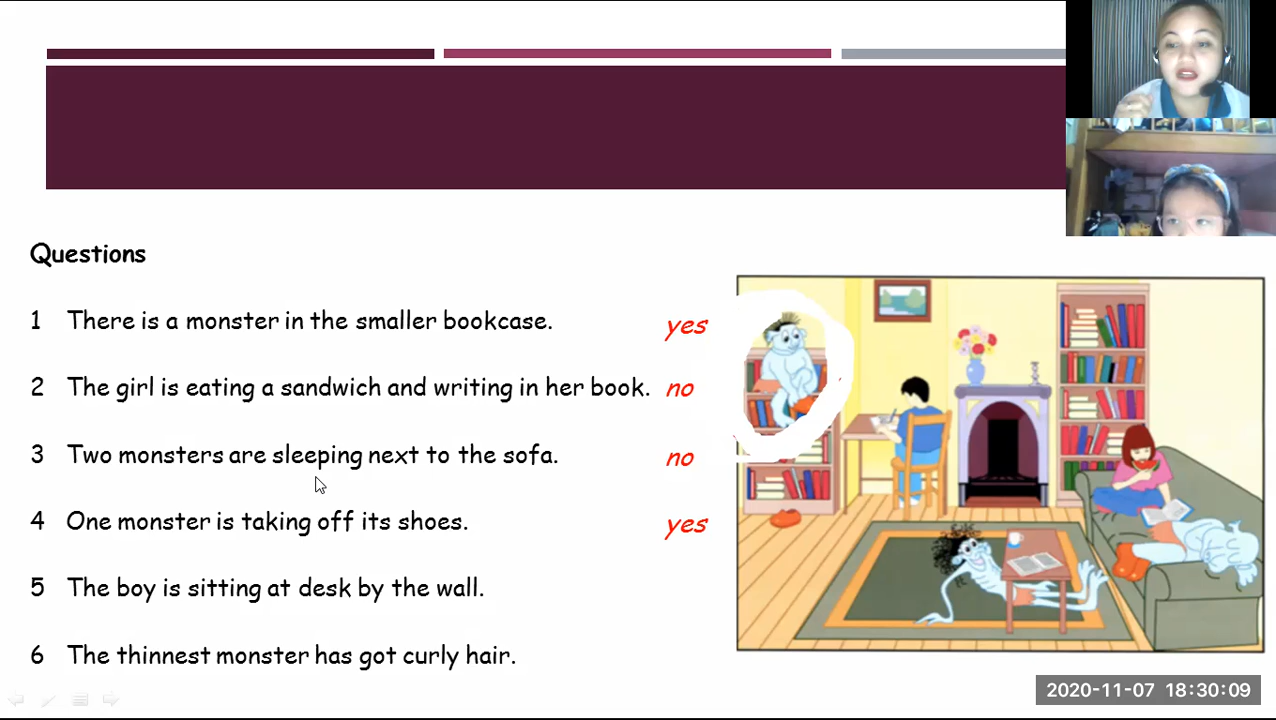 Questions
1 There is a monster in the smaller bookcase. yes
2 The girl is eating a sandwich and writing in her book. no
3 Two monsters are sleeping next to the sofa. no
4 One monster is taking off its shoes. yes
5 The boy is sitting at desk by the wall.
6 The thinnest monster has got curly hair.
2020-11-07 18:30:09